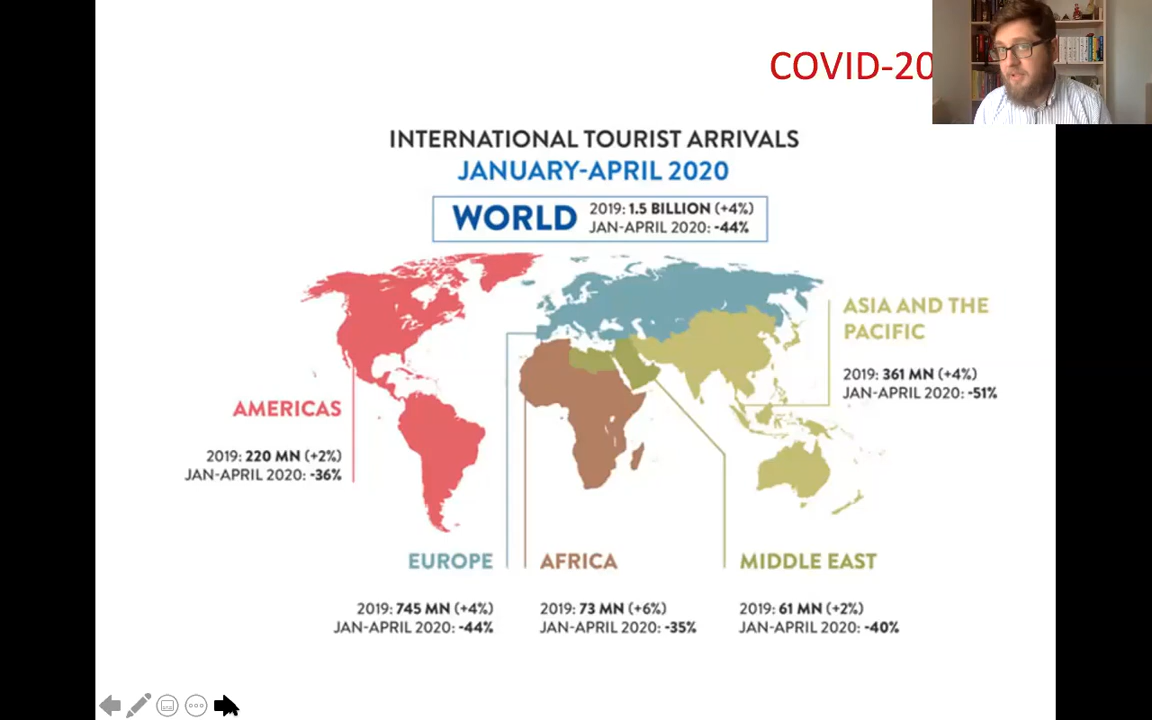 COVID-20
INTERNATIONAL TOURIST ARRIVALS
JANUARY-APRIL 2020
WORLD
2019: 1.5 BILLION (+4%)
JAN-APRIL 2020: -44%
ASIA AND THE
PACIFIC
2019: 361 MN (+4%)
JAN-APRIL 2020: -51%
AMERICAS
2019: 220 MN (+2%)
JAN-APRIL 2020: -36%
EUROPE
2019: 745 MN (+4%)
JAN-APRIL 2020: -44%
AFRICA
2019: 73 MN (+6%)
JAN-APRIL 2020: -35%
MIDDLE EAST
2019: 61 MN (+2%)
JAN-APRIL 2020: -40%